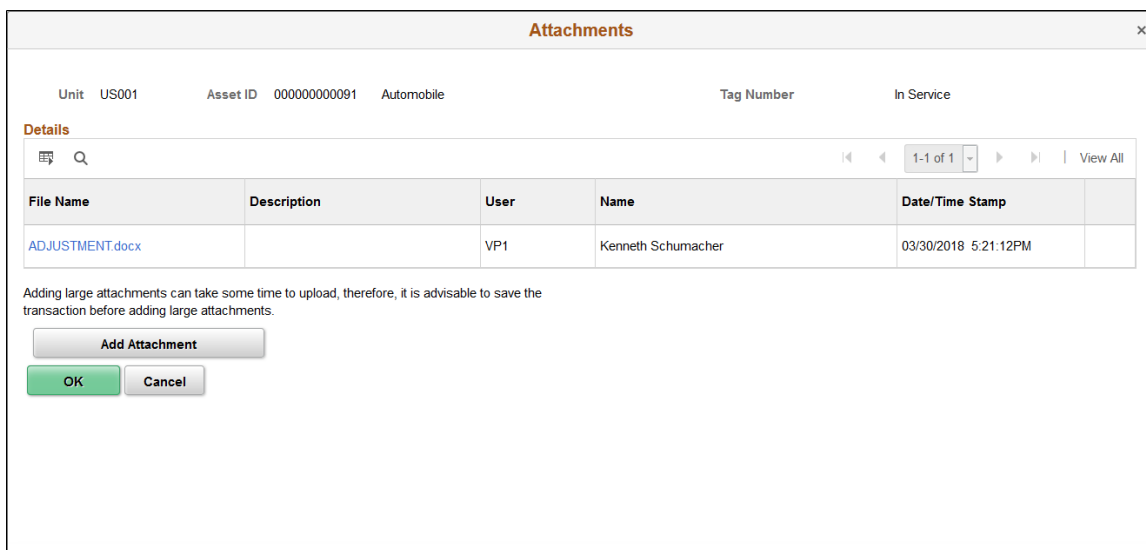 Attachments
×
Unit US001 Asset ID 000000000091 Automobile Tag Number In Service
Details
1-1 of 1 | View All
File Name Description User Name Date/Time Stamp
ADJUSTMENT.docx VP1 Kenneth Schumacher 03/30/2018 5:21:12PM
Adding large attachments can take some time to upload, therefore, it is advisable to save the
transaction before adding large attachments.
Add Attachment
OK Cancel